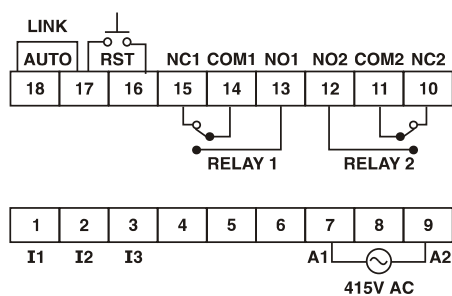 LINK
AUTO RST NC1 COM1 NO1 NO2 COM2 NC2
18 17 16 15 14 13 12 11 10
RELAY 1 RELAY 2
1 2 3 4 5 6 7 8 9
I1 I2 I3 A1 A2
415V AC